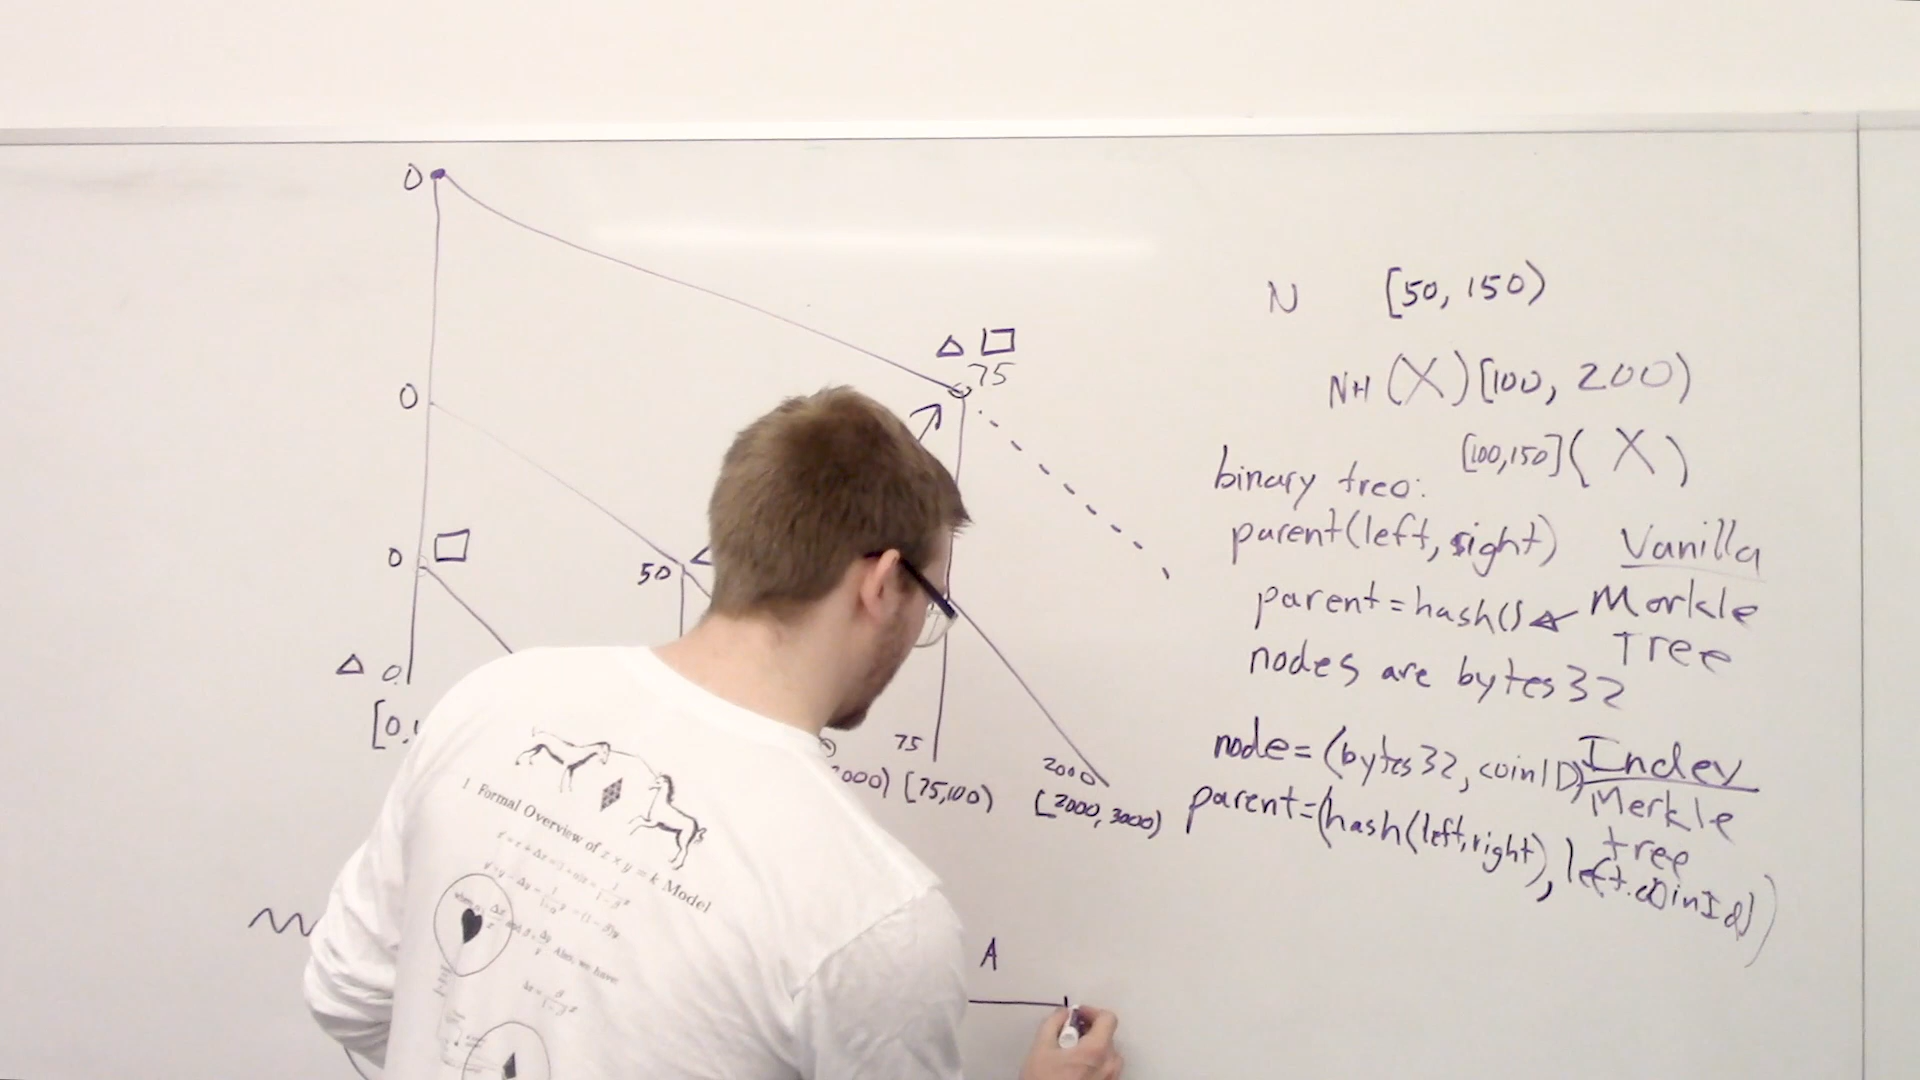 0
0
0
0
50
75
75
2000
[0,
2000) [75,100) [2000,3000)
N [50, 150)
NH (X) [100, 200)
[100,150] (X)
binary tree:
parent(left, right)
parent = hash()
nodes are bytes32
Vanilla
Merkle
Tree
node = (bytes32, coinID)
parent = (hash(left,right), left.coinId)
Index
Merkle
tree
A
1 Formal Overview of x × y = k Model